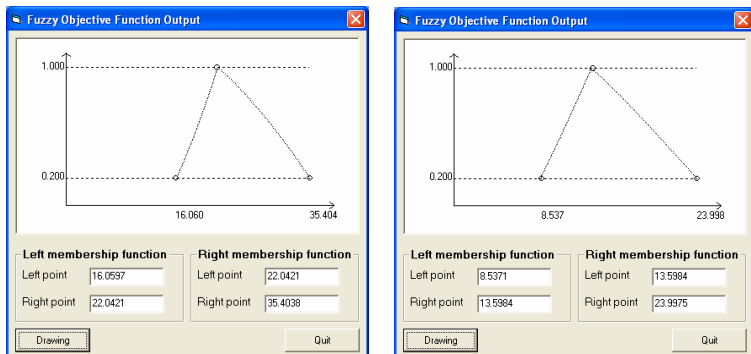 Fuzzy Objective Function Output
1.000
0.200
16.060 35.404
Left membership function
Left point 16.0597
Right point 22.0421
Right membership function
Left point 22.0421
Right point 35.4038
Drawing
Quit
Fuzzy Objective Function Output
1.000
0.200
8.537 23.998
Left membership function
Left point 8.5371
Right point 13.5984
Right membership function
Left point 13.5984
Right point 23.9975
Drawing
Quit